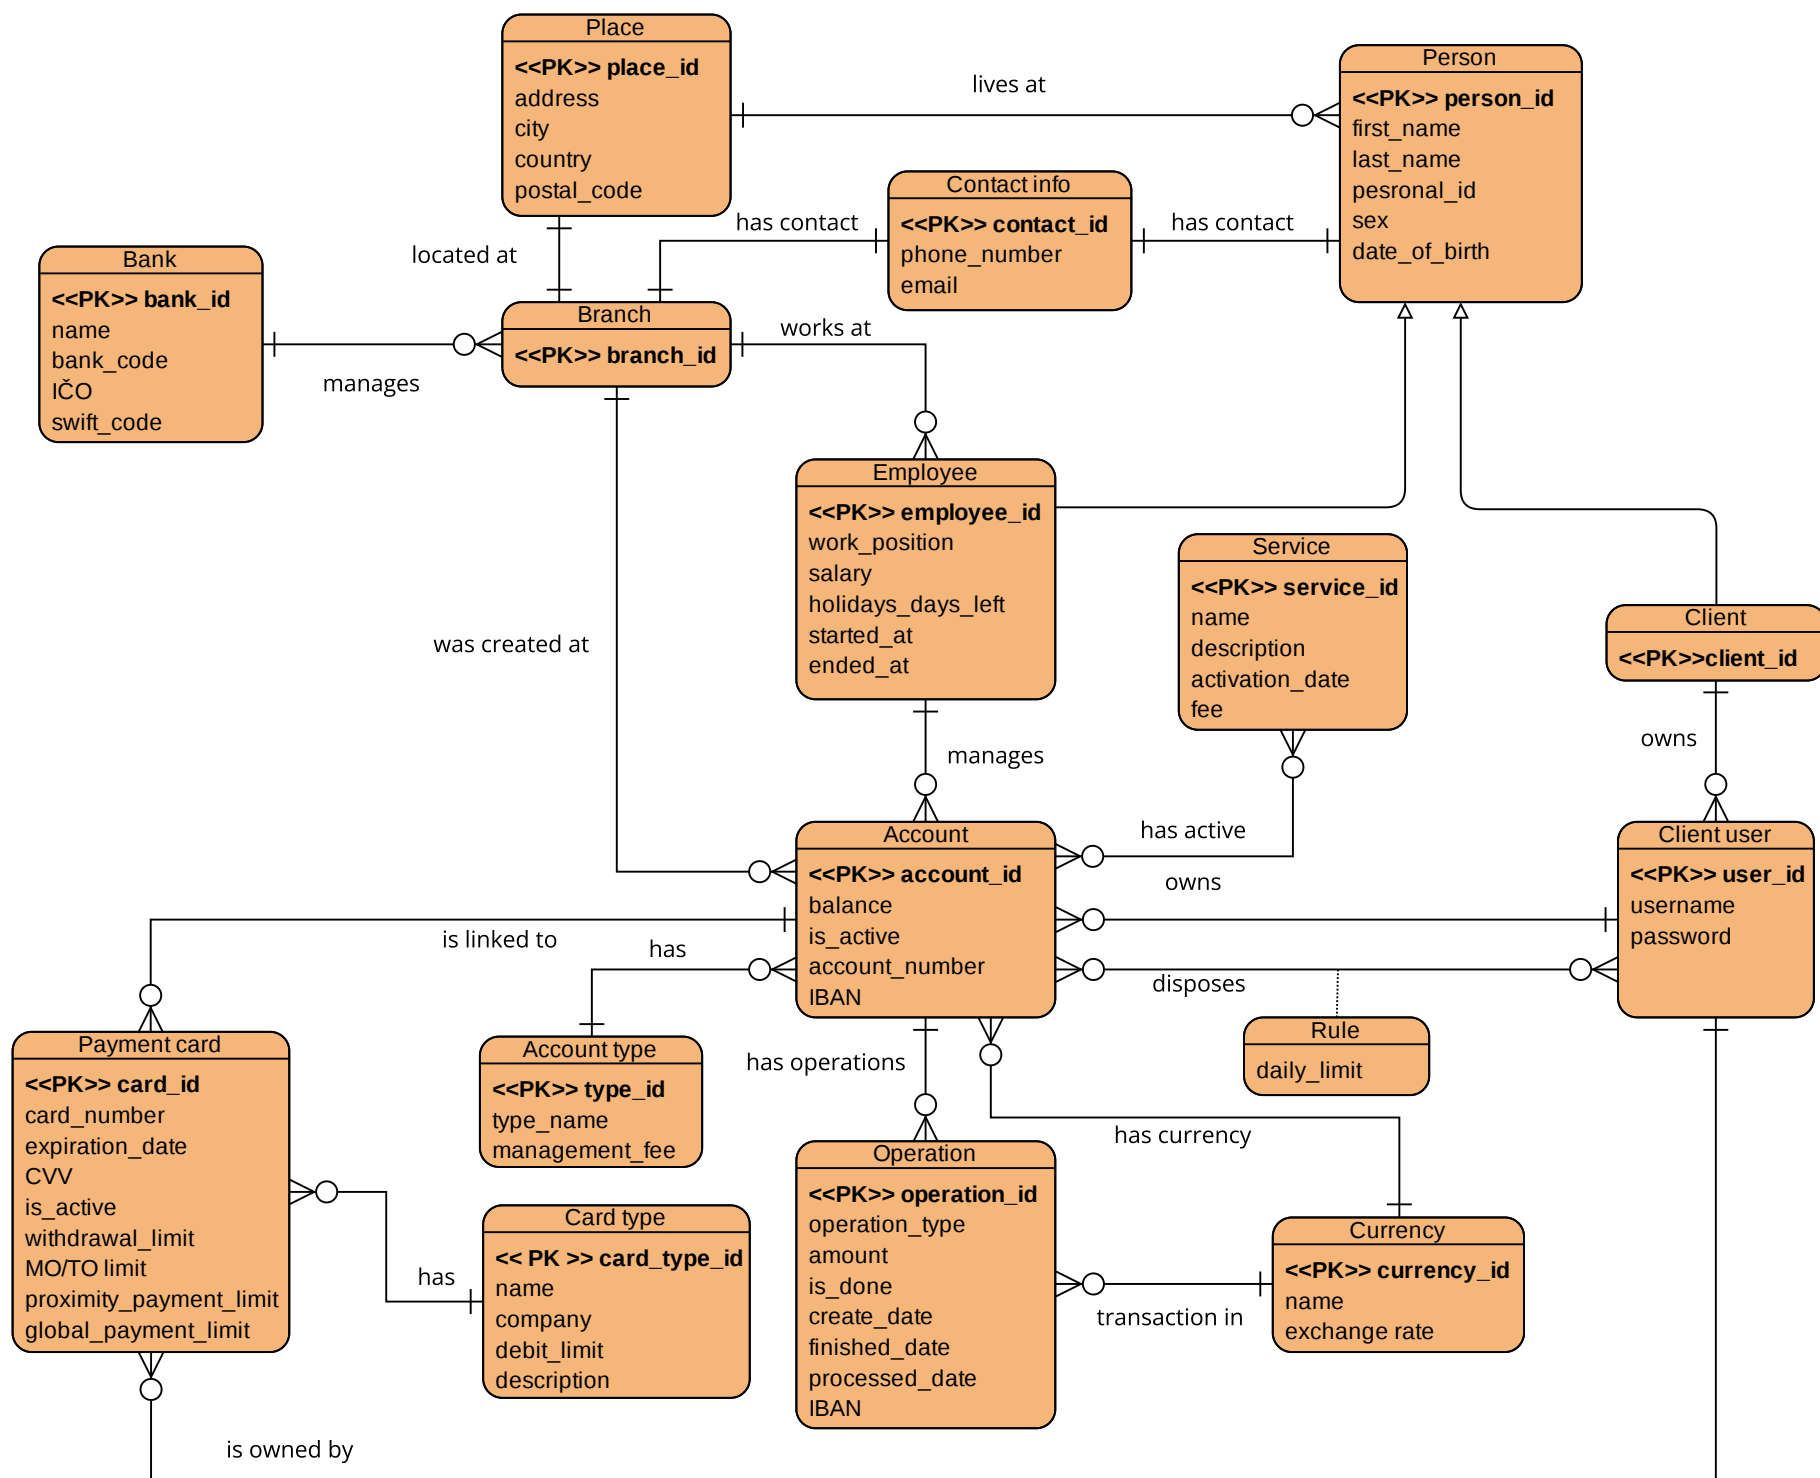 Place
<<PK>> place_id
address
city
country
postal_code
lives at
Person
<<PK>> person_id
first_name
last_name
pesronal_id
sex
date_of_birth
Contact info
<<PK>> contact_id
phone_number
email
has contact
has contact
located at
Bank
<<PK>> bank_id
name
bank_code
IČO
swift_code
manages
Branch
<<PK>> branch_id
works at
Employee
<<PK>> employee_id
work_position
salary
holidays_days_left
started_at
ended_at
Service
<<PK>> service_id
name
description
activation_date
fee
Client
<<PK>>client_id
was created at
manages
owns
has active
owns
Account
<<PK>> account_id
balance
is_active
account_number
IBAN
Client user
<<PK>> user_id
username
password
is linked to
has
disposes
Rule
daily_limit
Payment card
<<PK>> card_id
card_number
expiration_date
CVV
is_active
withdrawal_limit
MO/TO limit
proximity_payment_limit
global_payment_limit
Account type
<<PK>> type_id
type_name
management_fee
has operations
has currency
Card type
<< PK >> card_type_id
name
company
debit_limit
description
has
Operation
<<PK>> operation_id
operation_type
amount
is_done
create_date
finished_date
processed_date
IBAN
transaction in
Currency
<<PK>> currency_id
name
exchange rate
is owned by